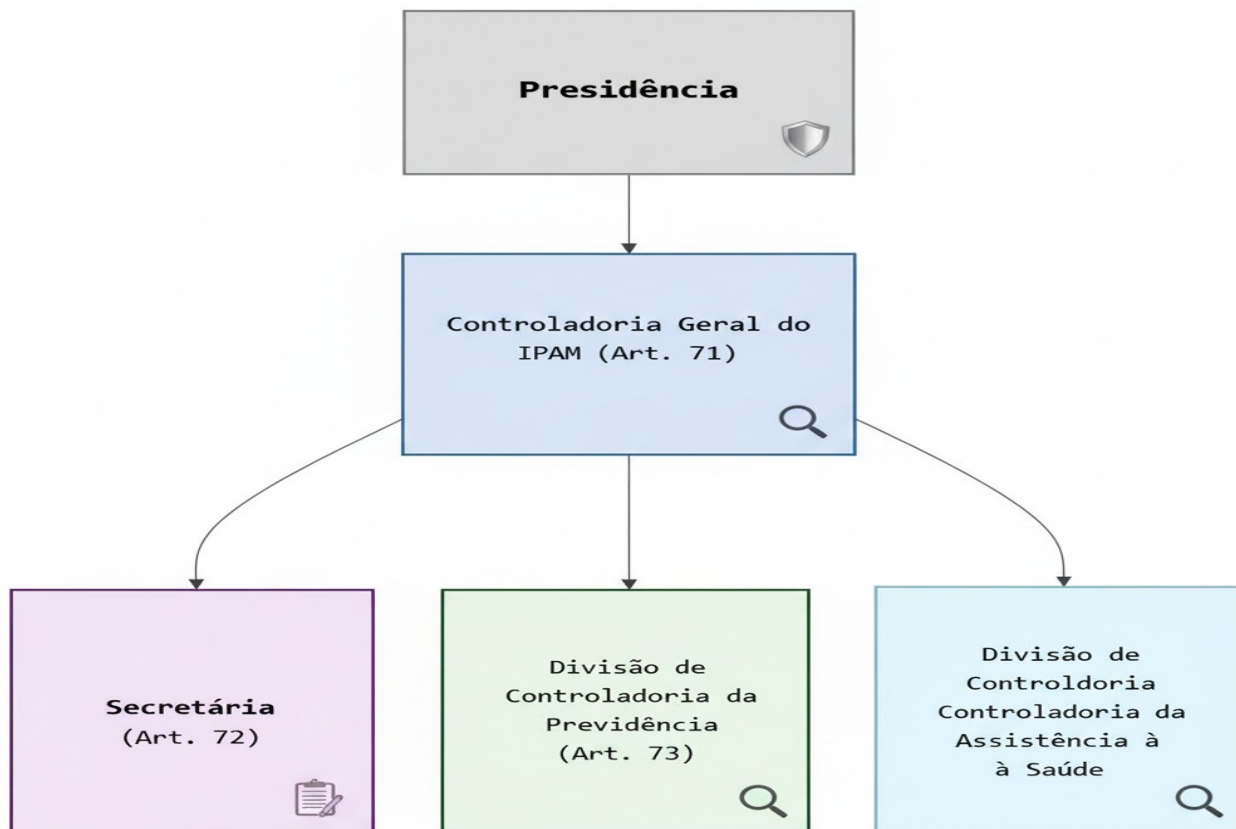 Presidência
Controladoria Geral do
IPAM (Art. 71)
Secretária
(Art. 72)
Divisão de
Controladoria da
Previdência
(Art. 73)
Divisão de
Controldoria
Controladoria da
Assistência à
à Saúde